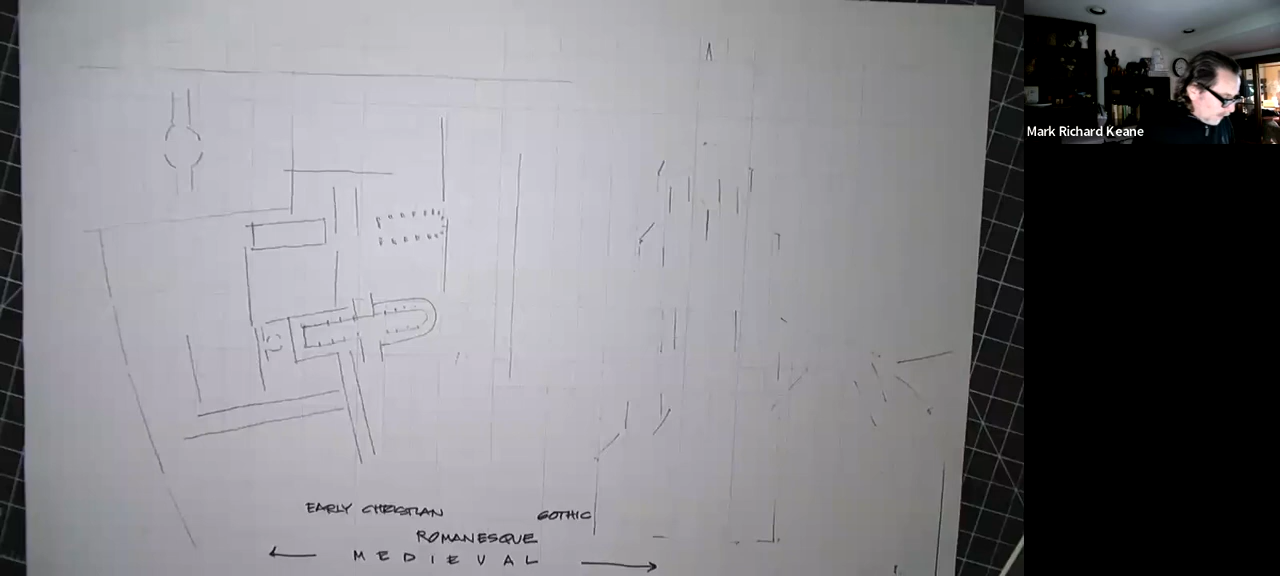 Mark Richard Keane
EARLY CHRISTIAN
GOTHIC
ROMANESQUE
MEDIEVAL